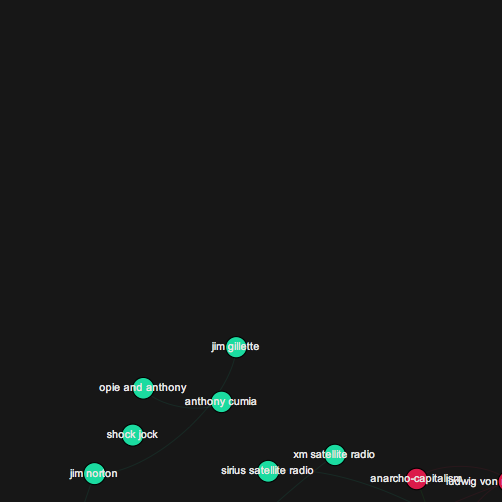 jim gillette
opie and anthony
anthony cumia
shock jock
xm satellite radio
sirius satellite radio
jim norton
anarcho-capitalism
ludwig von